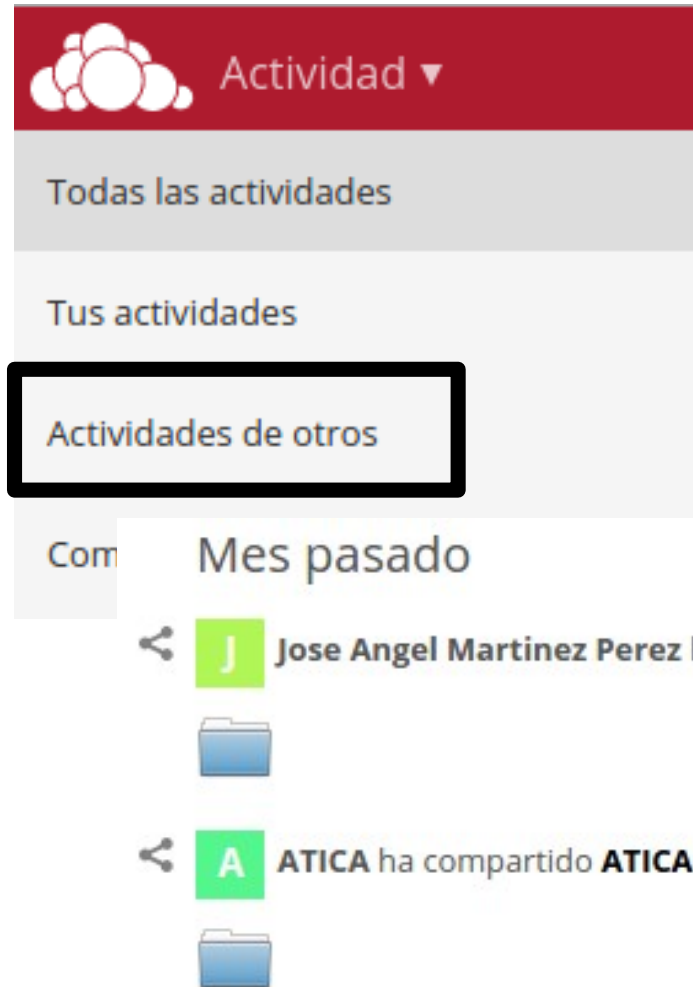 Actividad ▾
Todas las actividades
Tus actividades
Actividades de otros
Com
Mes pasado
J Jose Angel Martinez Perez
A ATICA ha compartido ATICA